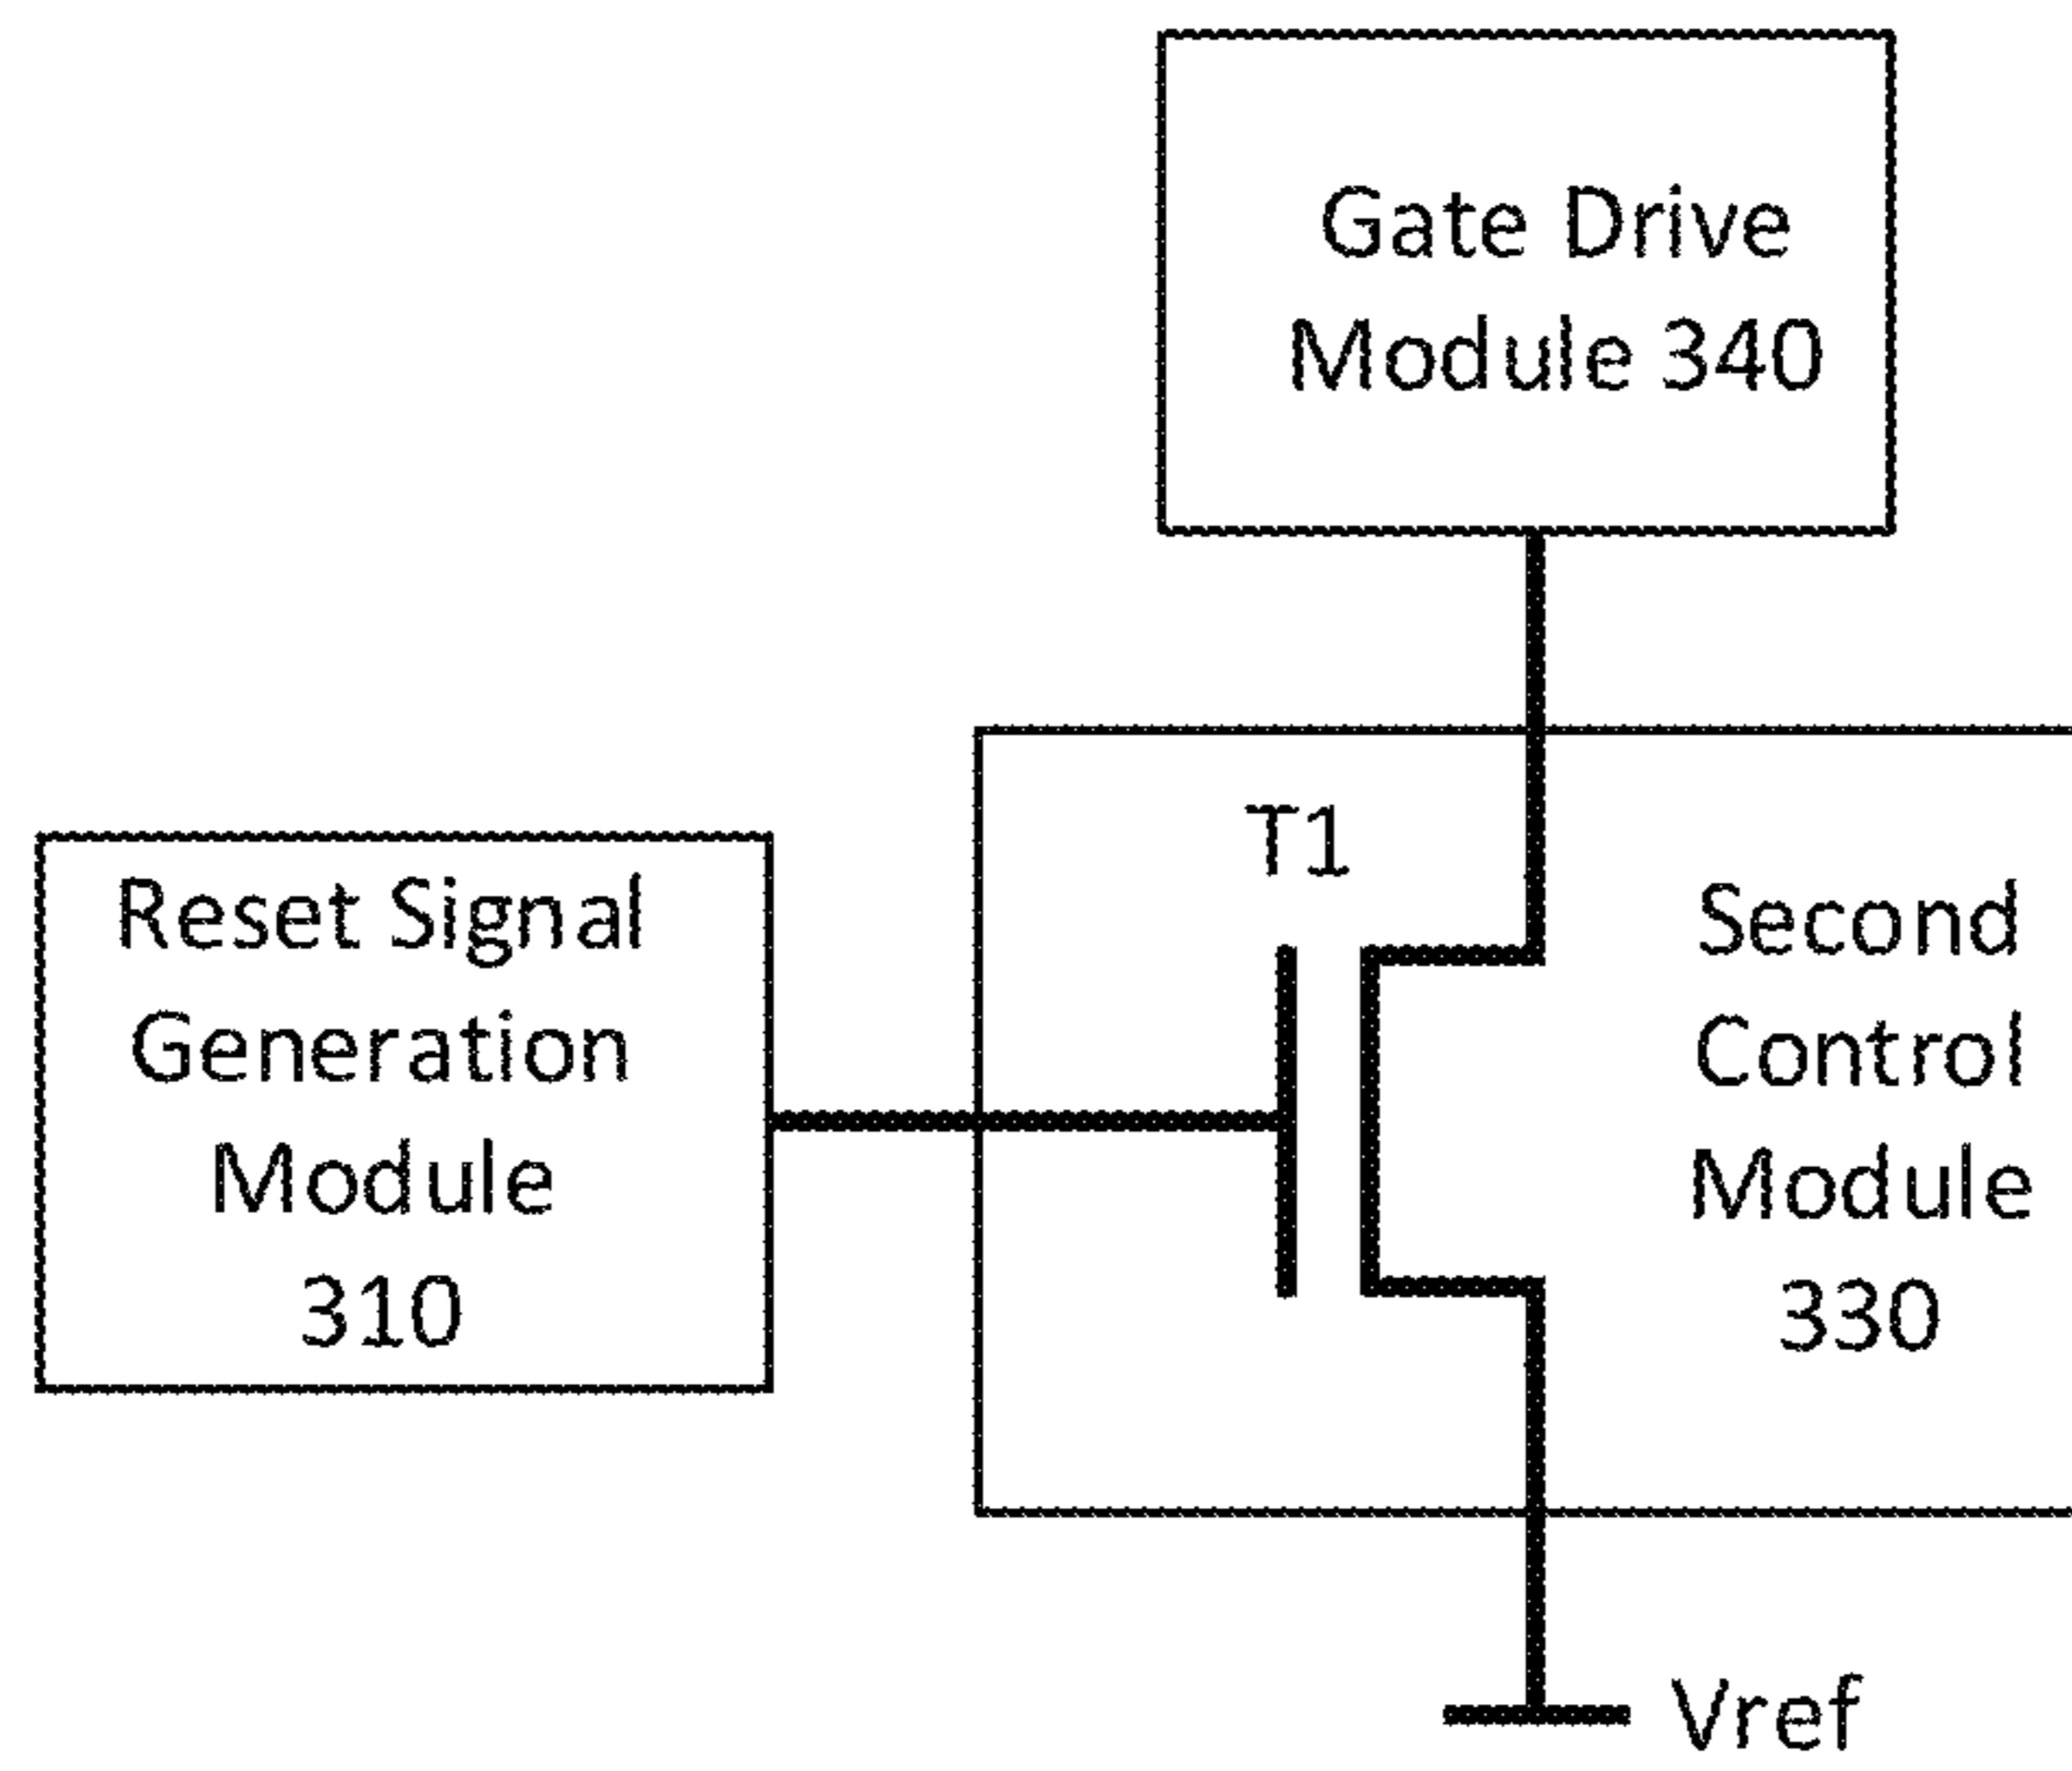 Gate Drive
Module 340
T1
Reset Signal
Generation
Module
310
Second
Control
Module
330
Vref